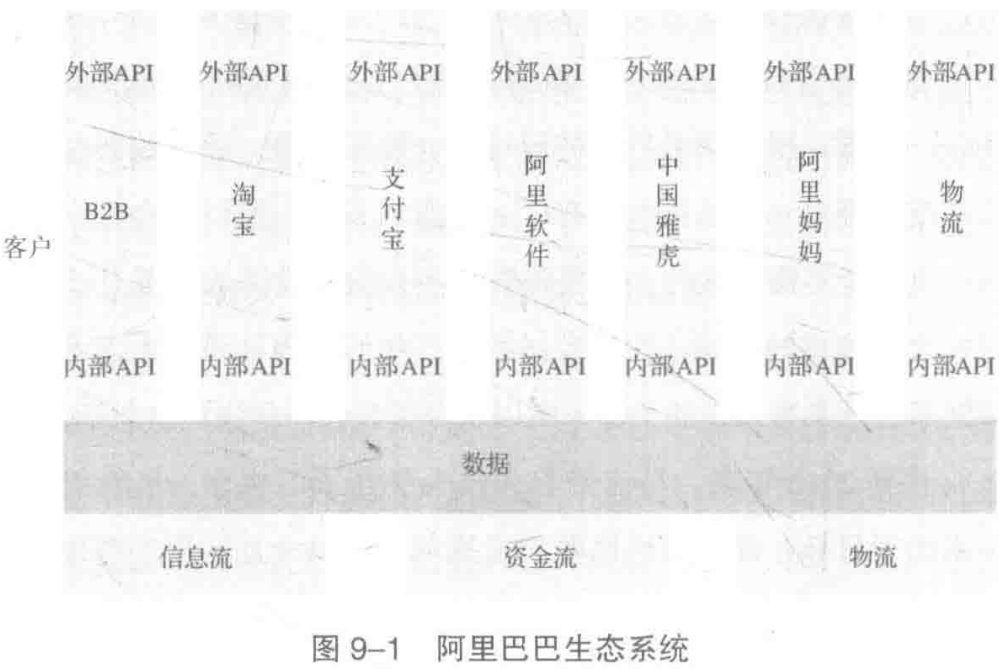 外部API 外部API 外部API 外部API 外部API 外部API 外部API
客户
B2B 淘宝 支付宝 阿里软件 中国雅虎 阿里妈妈 物流
内部API 内部API 内部API 内部API 内部API 内部API 内部API
数据
信息流 资金流 物流
图 9-1 阿里巴巴生态系统